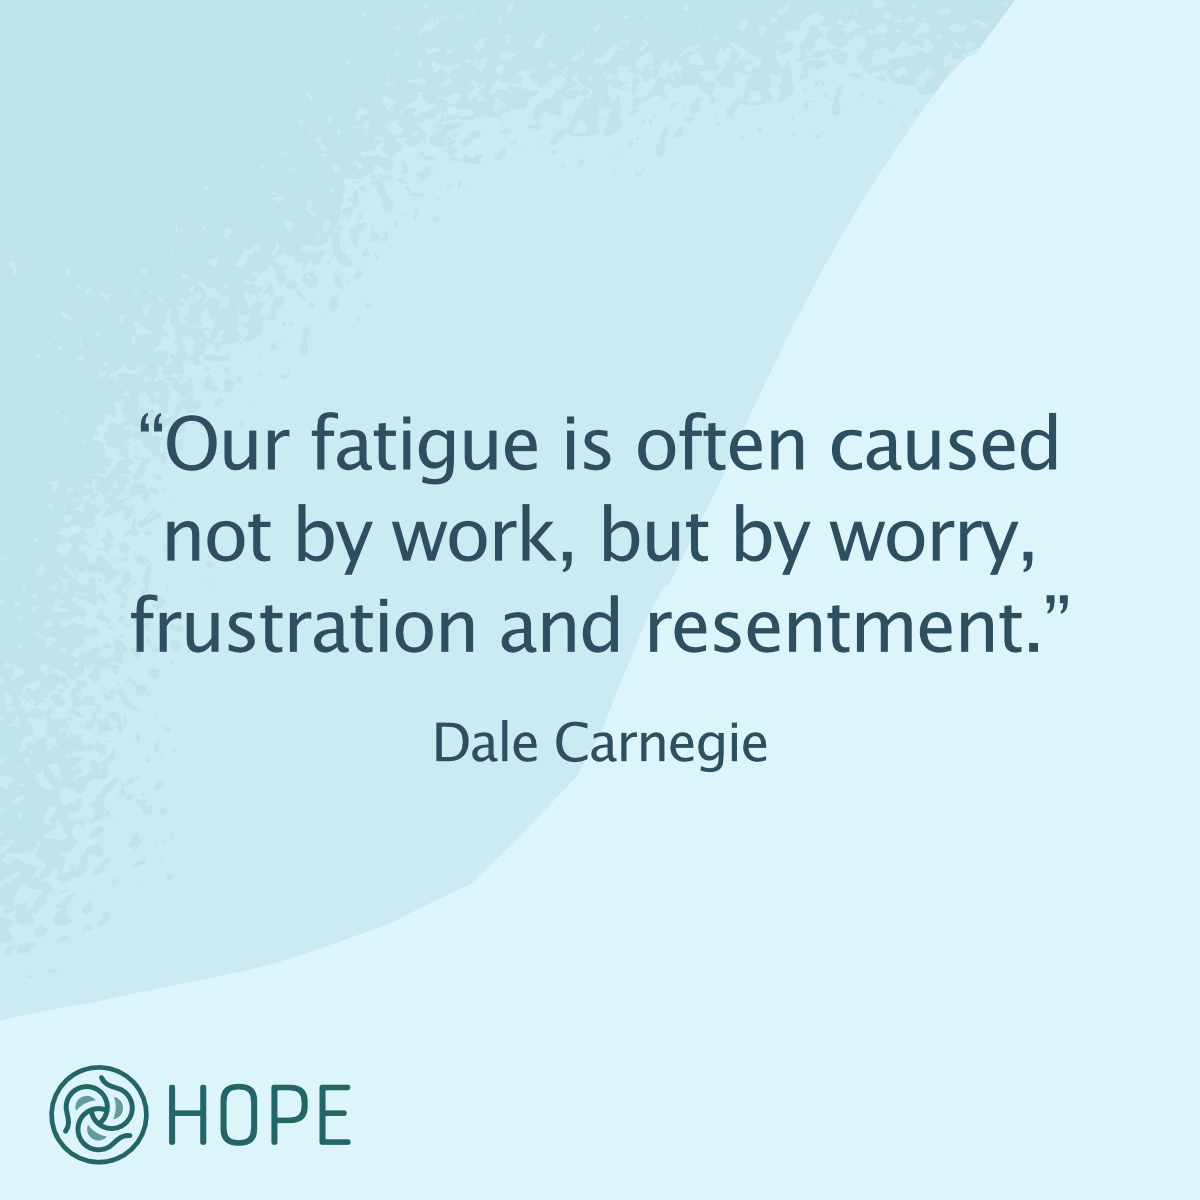 “Our fatigue is often caused
not by work, but by worry,
frustration and resentment.”
Dale Carnegie
HOPE